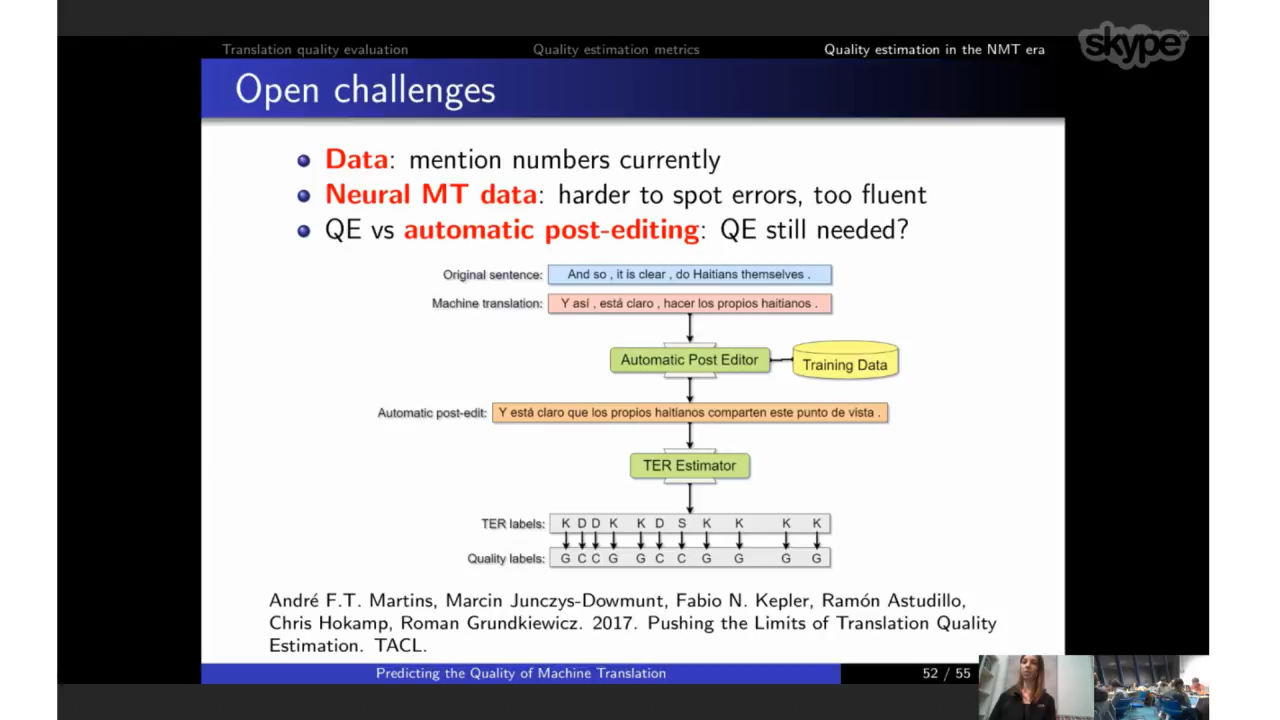 Translation quality evaluation Quality estimation metrics Quality estimation in the NMT era
skype
Open challenges
Data: mention numbers currently
Neural MT data: harder to spot errors, too fluent
QE vs automatic post-editing: QE still needed?
Original sentence: And so , it is clear , do Haitians themselves .
Machine translation: Y así , está claro , hacer los propios haitianos .
Automatic Post Editor Training Data
Automatic post-edit: Y está claro que los propios haitianos comparten este punto de vista .
TER Estimator
TER labels: K D D K K D S K K K K
Quality labels: G C C G G C C G G G G
André F.T. Martins, Marcin Junczys-Dowmunt, Fabio N. Kepler, Ramón Astudillo,
Chris Hokamp, Roman Grundkiewicz. 2017. Pushing the Limits of Translation Quality
Estimation. TACL.
Predicting the Quality of Machine Translation 52 / 55